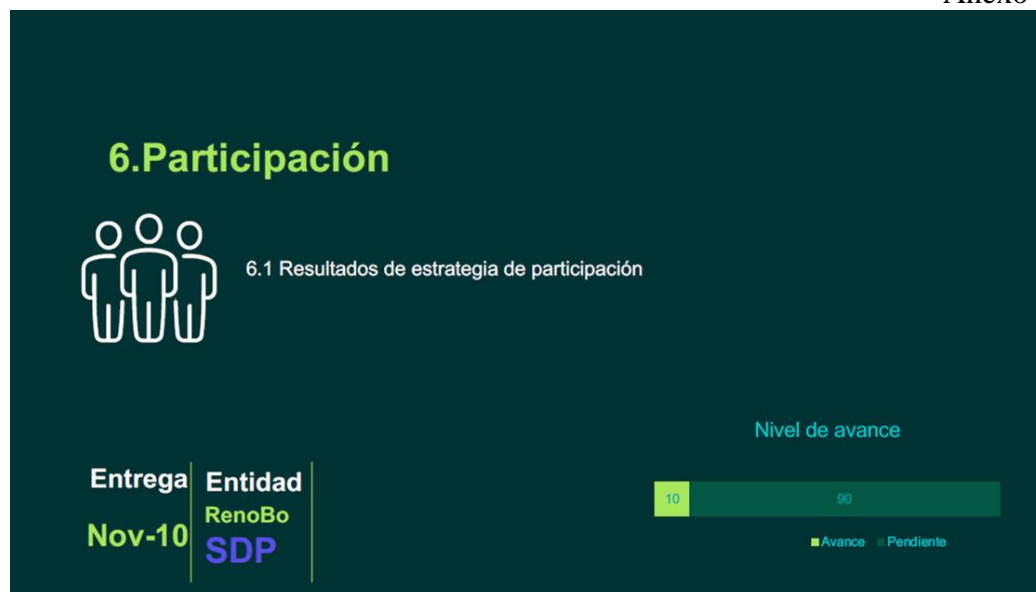 Anexo
6.Participación
6.1 Resultados de estrategia de participación
Nivel de avance
Entrega
Entidad
Nov-10
RenoBo
SDP
10
90
Avance
Pendiente